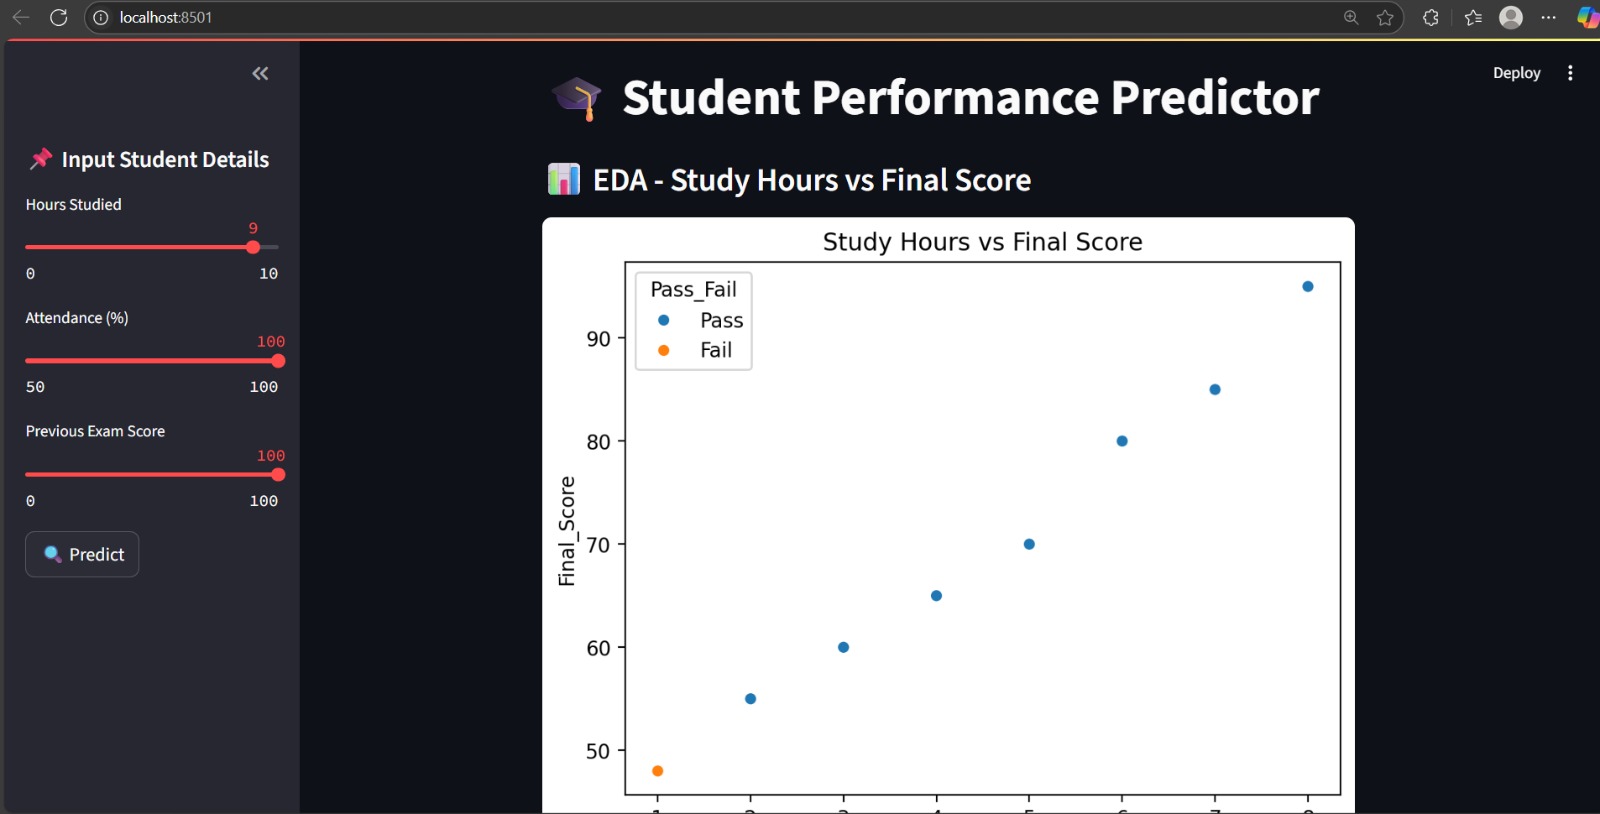 localhost:8501
Deploy
Input Student Details
Hours Studied
9
0 10
Attendance (%)
100
50 100
Previous Exam Score
100
0 100
Predict
Student Performance Predictor
EDA - Study Hours vs Final Score
Study Hours vs Final Score
Pass_Fail
Pass
Fail
90
80
70
60
50
Final_Score